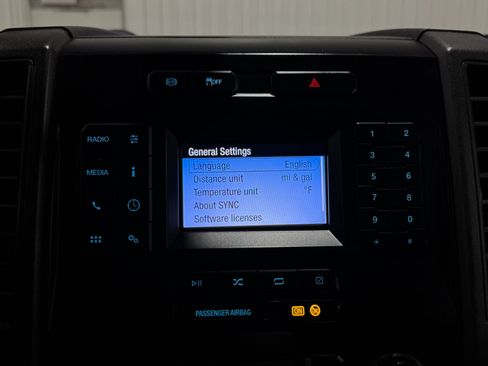 OFF
RADIO
MEDIA
General Settings
Language English
Distance unit mi & gal
Temperature unit °F
About SYNC
Software licenses
1 2
3 4
5 6
7 8
9 0
* #
PASSENGER AIRBAG